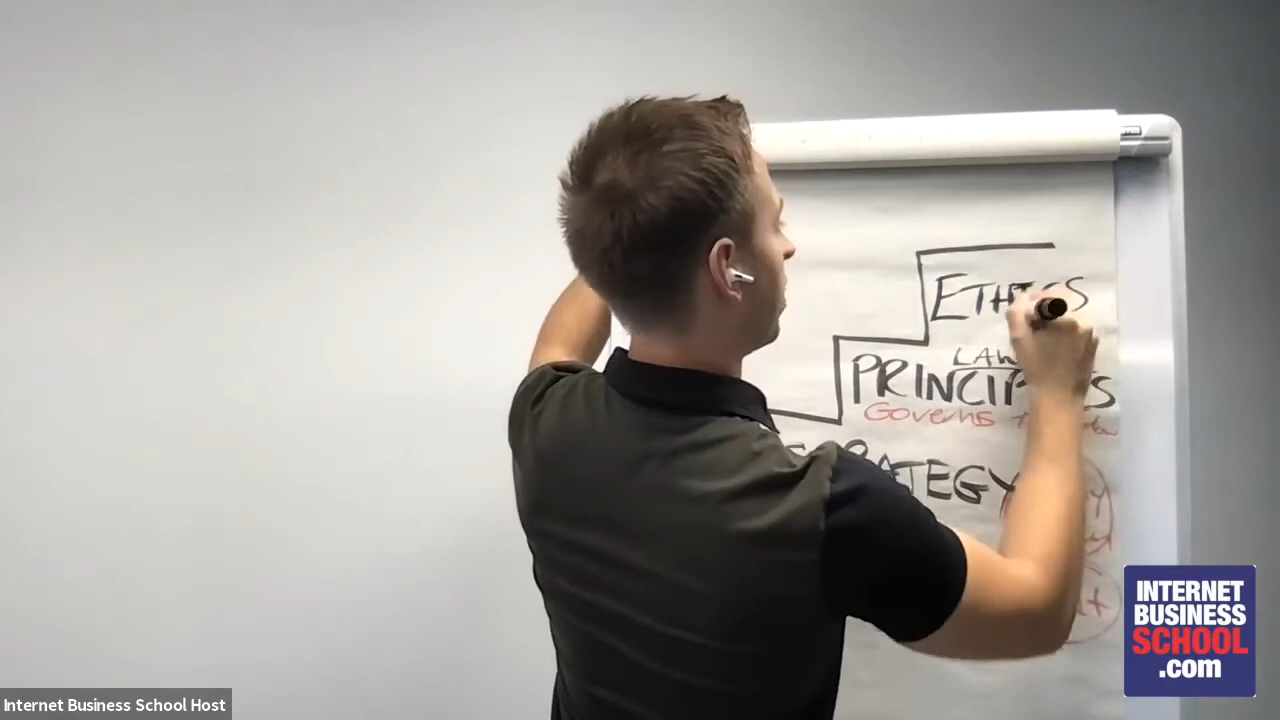 ETHICS
LAW
PRINCIPLES
Governs
STRATEGY
INTERNET
BUSINESS
SCHOOL
.com
Internet Business School Host